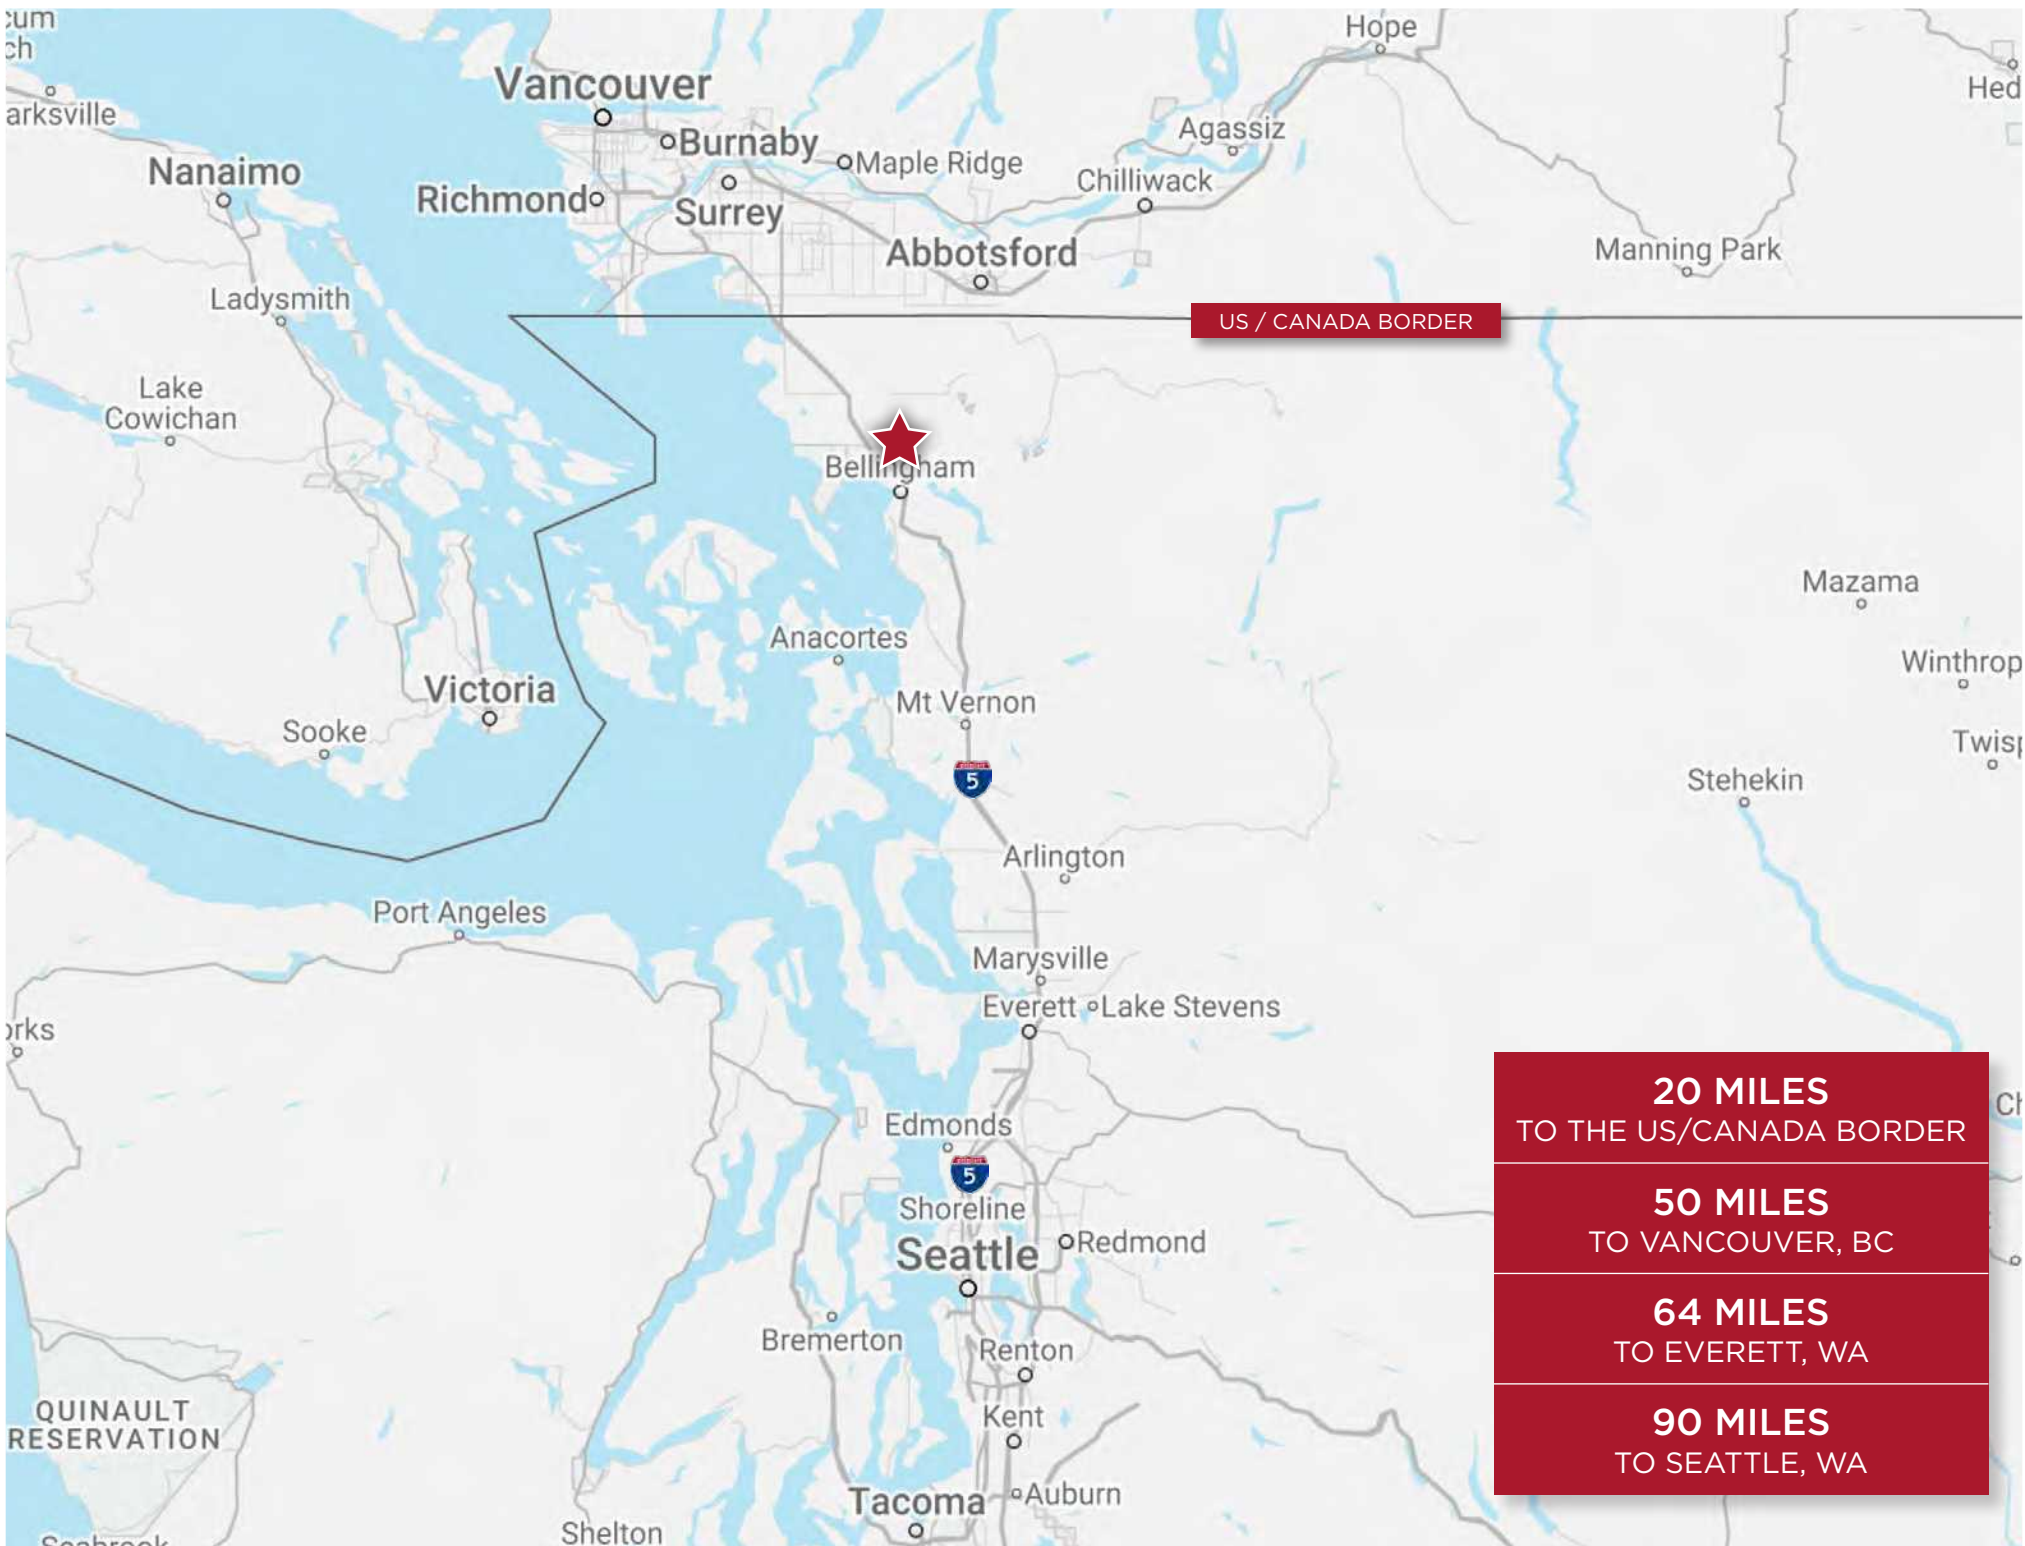 Hope
Vancouver
arksville
Burnaby
Agassiz
Maple Ridge
Nanaimo
Chilliwack
Richmond
Surrey
Abbotsford
Manning Park
Ladysmith
US / CANADA BORDER
Lake
Cowichan
Bellingham
Mazama
Anacortes
Winthrop
Victoria
Mt Vernon
Sooke
5
Stehekin
Arlington
Port Angeles
Marysville
Everett
Lake Stevens
20 MILES
TO THE US/CANADA BORDER
Edmonds
5
50 MILES
TO VANCOUVER, BC
Shoreline
Seattle
Redmond
64 MILES
TO EVERETT, WA
Bremerton
Renton
QUINAULT
RESERVATION
Kent
90 MILES
TO SEATTLE, WA
Tacoma
Auburn
Shelton